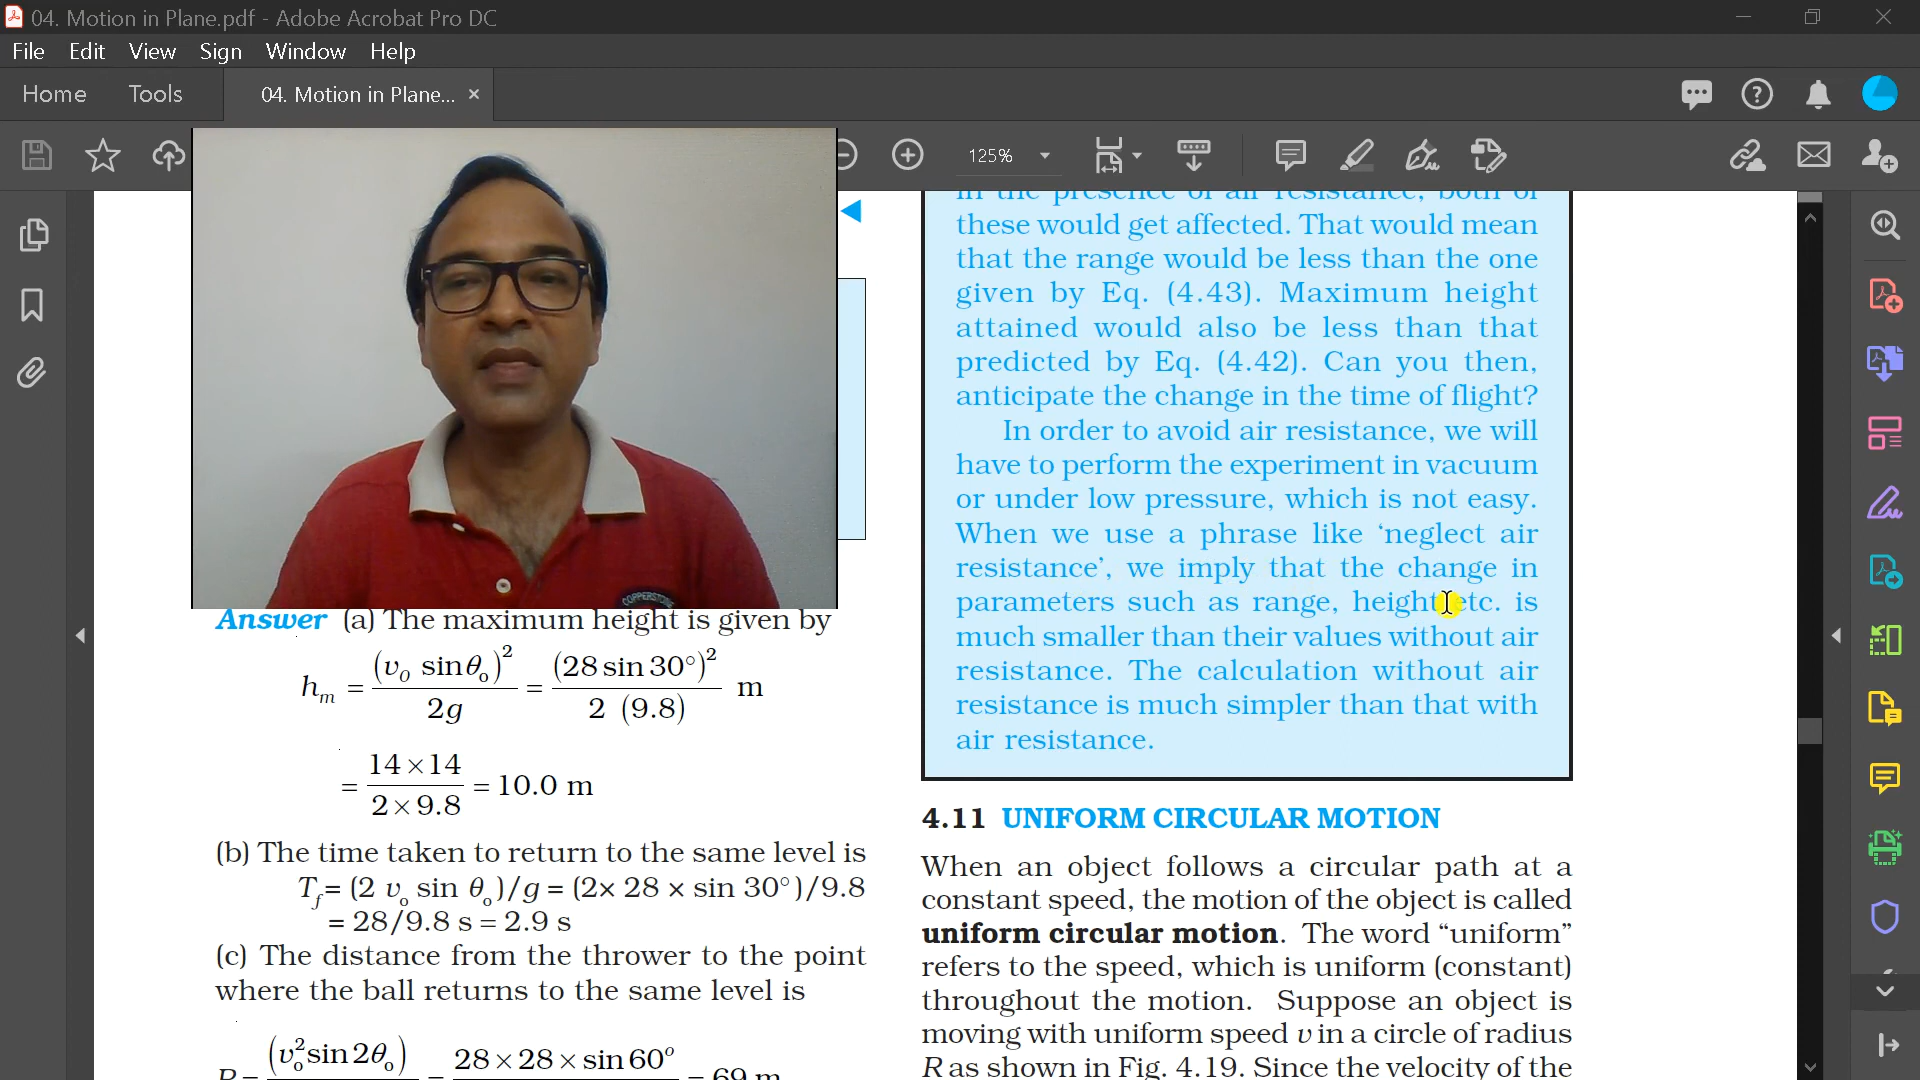 04. Motion in Plane.pdf - Adobe Acrobat Pro DC
File Edit View Sign Window Help
Home Tools 04. Motion in Plane... ×
125%
Answer (a) The maximum height is given by
hₘ = (v₀ sinθ₀)² / 2g = (28 sin 30°)² / 2 (9.8) m
= 14 × 14 / 2 × 9.8 = 10.0 m
(b) The time taken to return to the same level is
T_f = (2 v₀ sin θ₀)/g = (2× 28 × sin 30°)/9.8
= 28/9.8 s = 2.9 s
(c) The distance from the thrower to the point
where the ball returns to the same level is
(v₀² sin 2θ₀) = 28 × 28 × sin 60° = 69 m
in the presence of air resistance, both of
these would get affected. That would mean
that the range would be less than the one
given by Eq. (4.43). Maximum height
attained would also be less than that
predicted by Eq. (4.42). Can you then,
anticipate the change in the time of flight?
In order to avoid air resistance, we will
have to perform the experiment in vacuum
or under low pressure, which is not easy.
When we use a phrase like ‘neglect air
resistance’, we imply that the change in
parameters such as range, height etc. is
much smaller than their values without air
resistance. The calculation without air
resistance is much simpler than that with
air resistance.
4.11 UNIFORM CIRCULAR MOTION
When an object follows a circular path at a
constant speed, the motion of the object is called
uniform circular motion. The word “uniform”
refers to the speed, which is uniform (constant)
throughout the motion. Suppose an object is
moving with uniform speed v in a circle of radius
R as shown in Fig. 4.19. Since the velocity of the